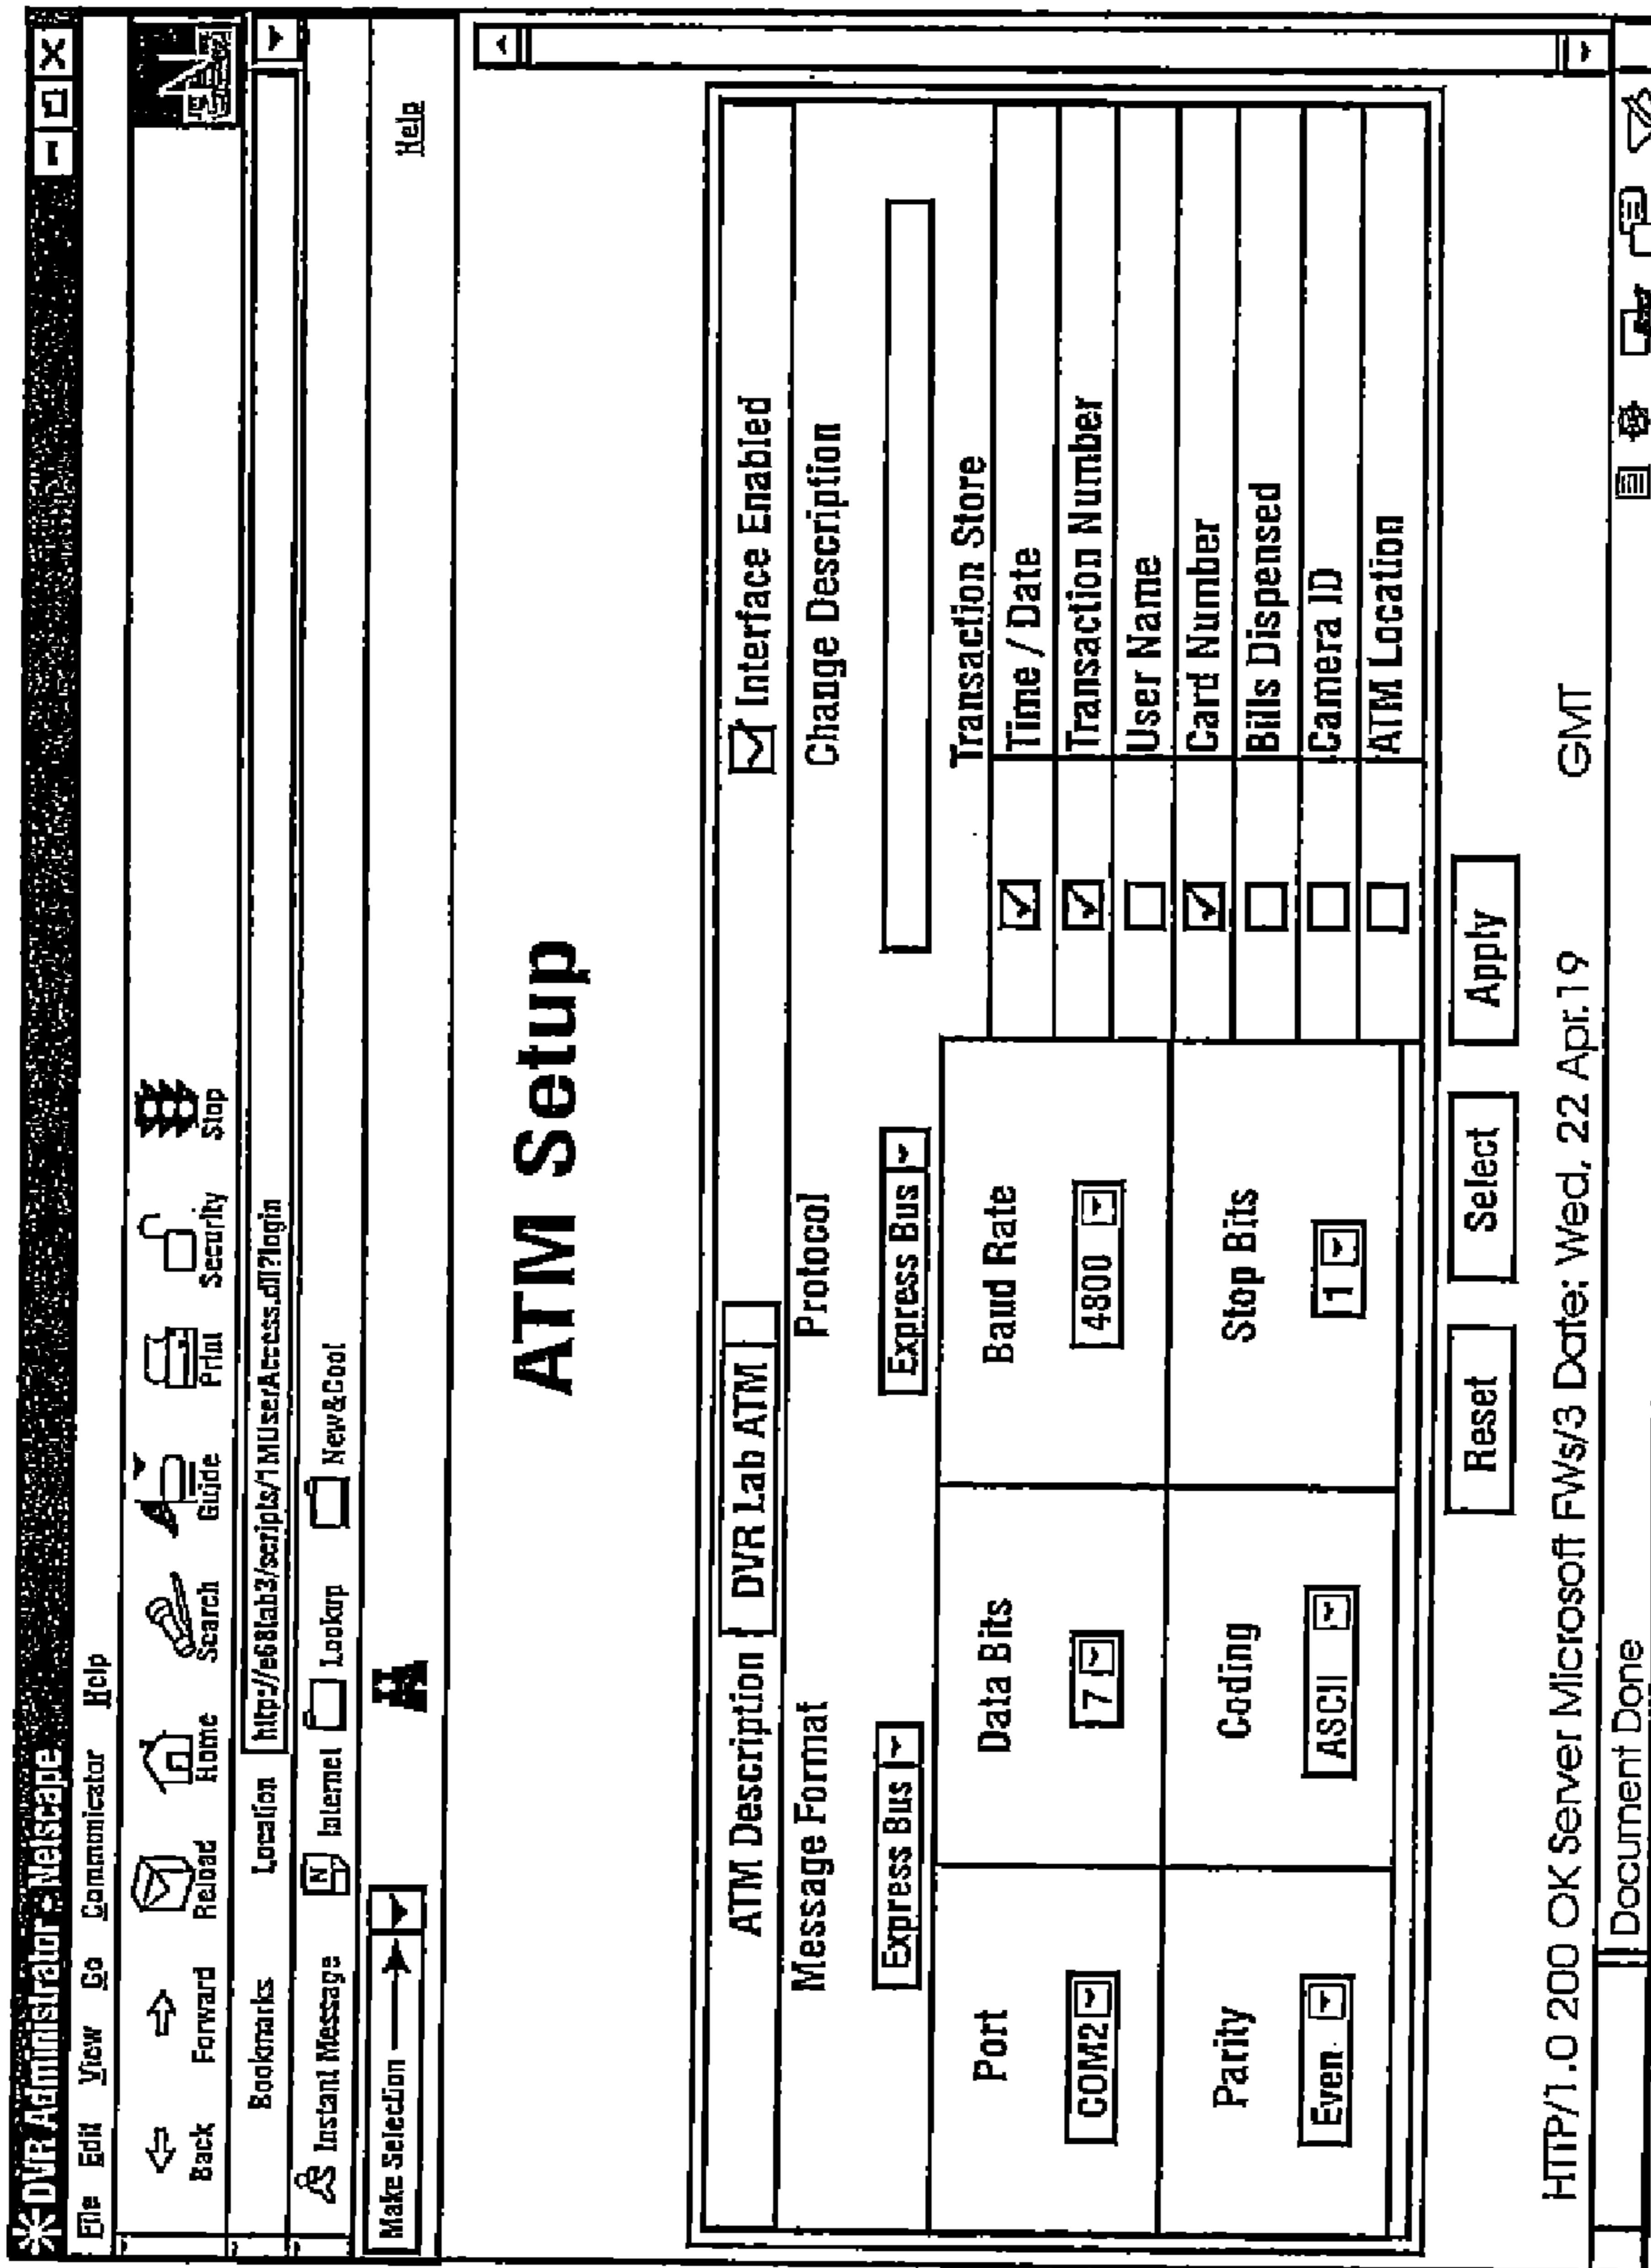 DVR Administrator - Netscape
File Edit View Go Communicator Help
Back Forward Reload Home Search Guide Print Security Stop
N
Bookmarks Location http://e68lab3/scripts/1MUserAccess.dll?login
Instant Message Internet Lookup New&Cool
Make Selection
Help
ATM Setup
ATM Description DVR Lab ATM Interface Enabled
Message Format Protocol Change Description
Express Bus Express Bus
Port Data Bits Baud Rate Transaction Store
COM2 7 4800
Time / Date
Transaction Number
User Name
Parity Coding Stop Bits
Even ASCII 1
Card Number
Bills Dispensed
Camera ID
ATM Location
Reset Select Apply
HTTP/1.0 200 OK Server Microsoft FWs/3 Date: Wed, 22 Apr.19 GMT
Document Done